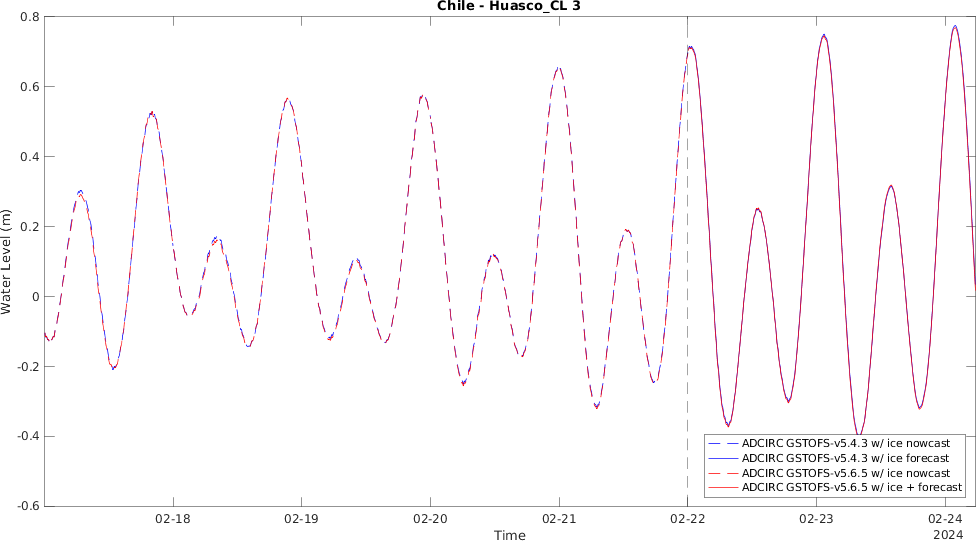 Chile - Huasco_CL 3
0.8
0.6
0.4
0.2
0
-0.2
-0.4
-0.6
Water Level (m)
ADCIRC GSTOFS-v5.4.3 w/ ice nowcast
ADCIRC GSTOFS-v5.4.3 w/ ice forecast
ADCIRC GSTOFS-v5.6.5 w/ ice nowcast
ADCIRC GSTOFS-v5.6.5 w/ ice + forecast
02-18 02-19 02-20 02-21 02-22 02-23 02-24
Time
2024